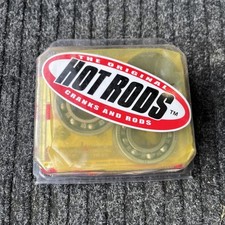 THE ORIGINAL
HOT RODS
TM
CRANKS AND RODS